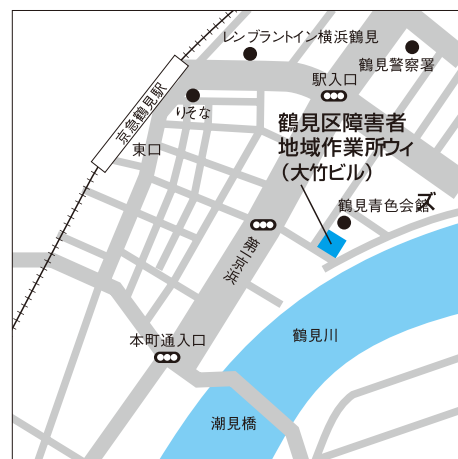 レンブラントイン横浜鶴見
鶴見警察署
駅入口
京急鶴見駅
りそな
東口
鶴見区障害者
地域作業所ウィ
(大竹ビル)
ズ
鶴見青色会館
第一京浜
本町通入口
鶴見川
潮見橋